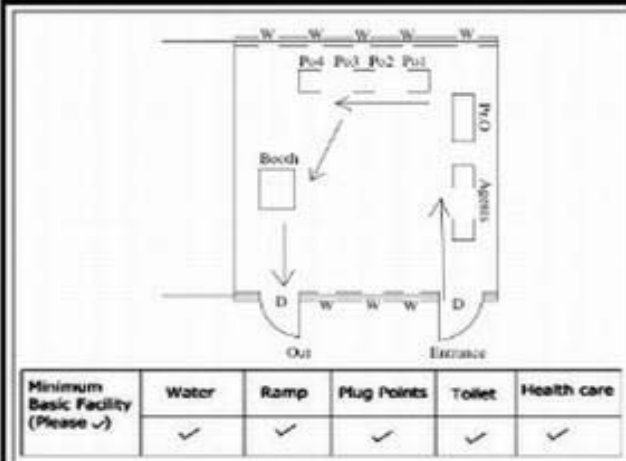 W W W W W
Po4 Po3 Po2 Po1
Pr.O
Booth
Agents
D W W W D
Out Entrance
Minimum Basic Facility (Please ✓) Water Ramp Plug Points Toilet Health care
✓ ✓ ✓ ✓ ✓